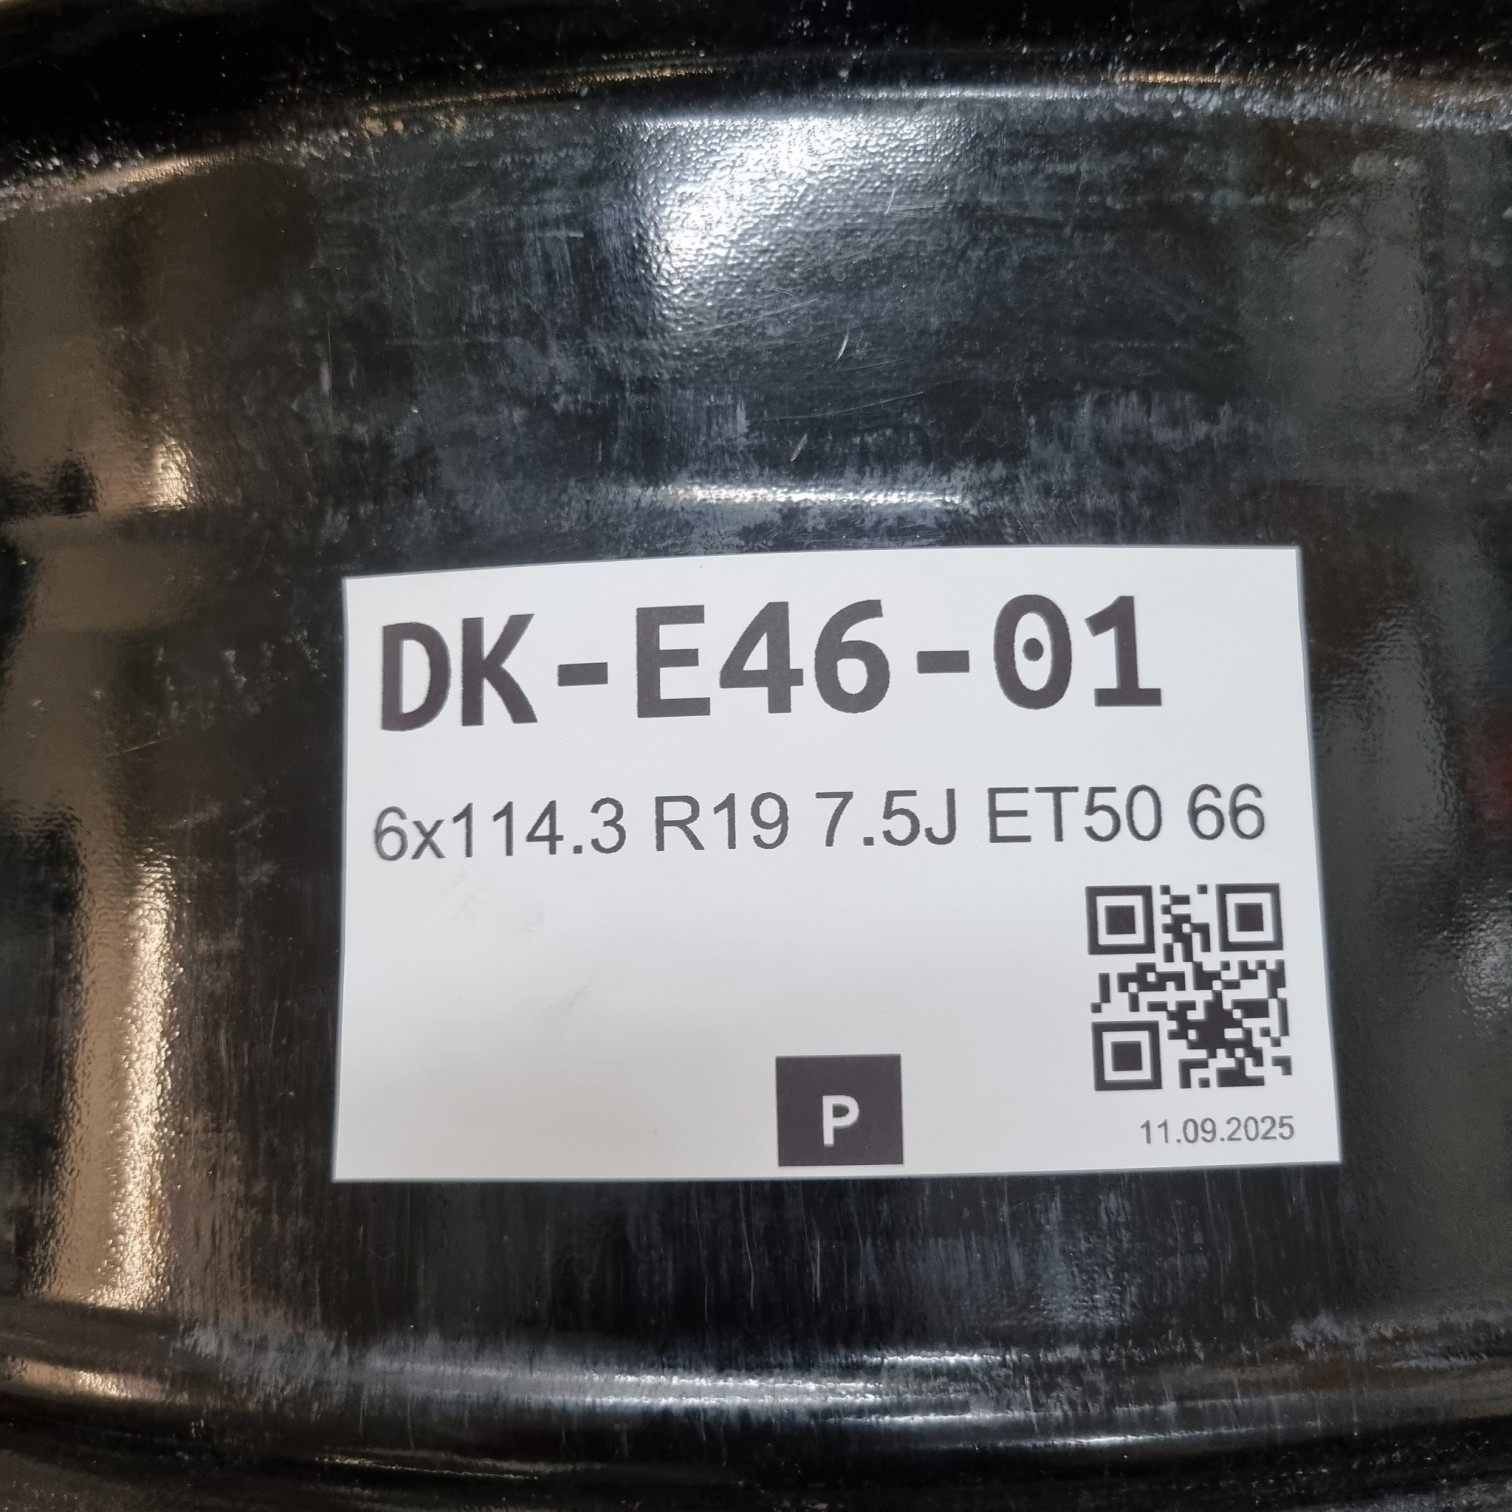 DK-E46-01
6x114.3 R19 7.5J ET50 66
P
11.09.2025